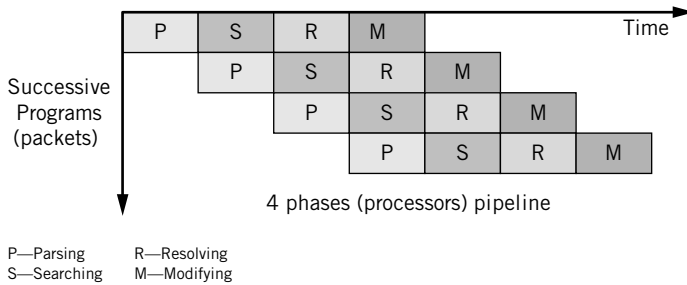 P S R M
Time
P S R M
Successive
Programs
(packets)
P S R M
P S R M
4 phases (processors) pipeline
P—Parsing R—Resolving
S—Searching M—Modifying